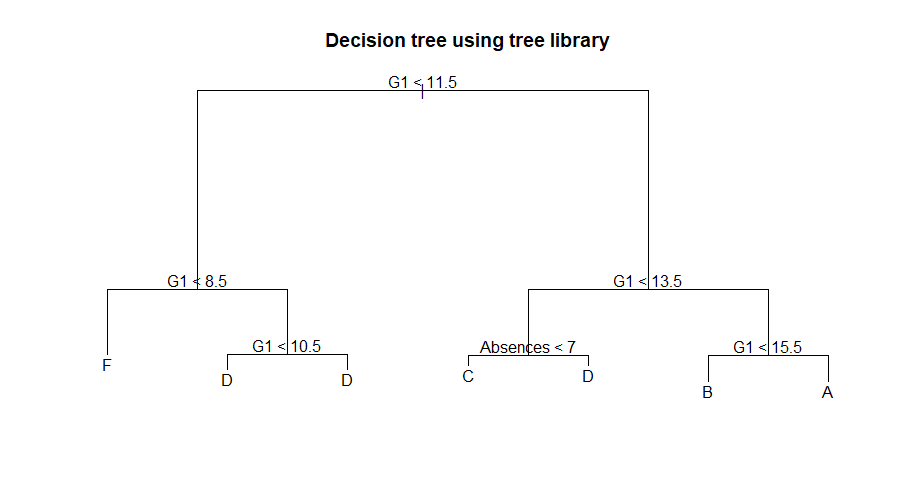 Decision tree using tree library
G1 < 11.5
G1 < 8.5
G1 < 13.5
G1 < 10.5
Absences < 7
G1 < 15.5
F
D
D
C
D
B
A